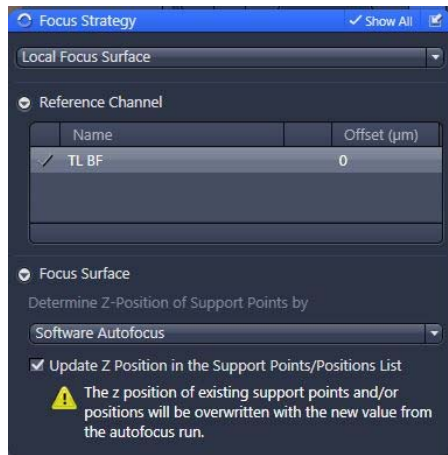 Focus Strategy Show All
Local Focus Surface
Reference Channel
Name Offset (µm)
TL BF 0
Focus Surface
Determine Z-Position of Support Points by
Software Autofocus
Update Z Position in the Support Points/Positions List
The z position of existing support points and/or
positions will be overwritten with the new value from
the autofocus run.